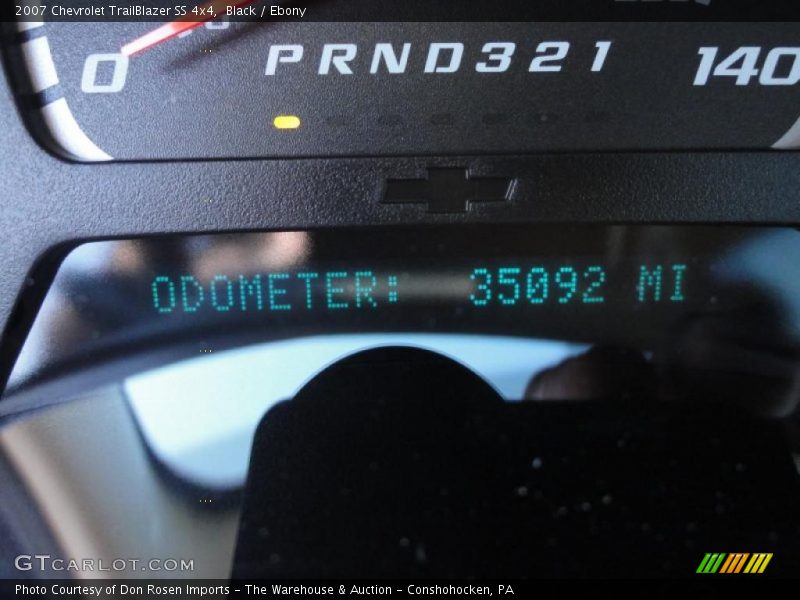 2007 Chevrolet TrailBlazer SS 4x4, Black / Ebony
0 PRND321 140
ODOMETER: 35092 MI
GTCARLOT.COM
Photo Courtesy of Don Rosen Imports - The Warehouse & Auction - Conshohocken, PA